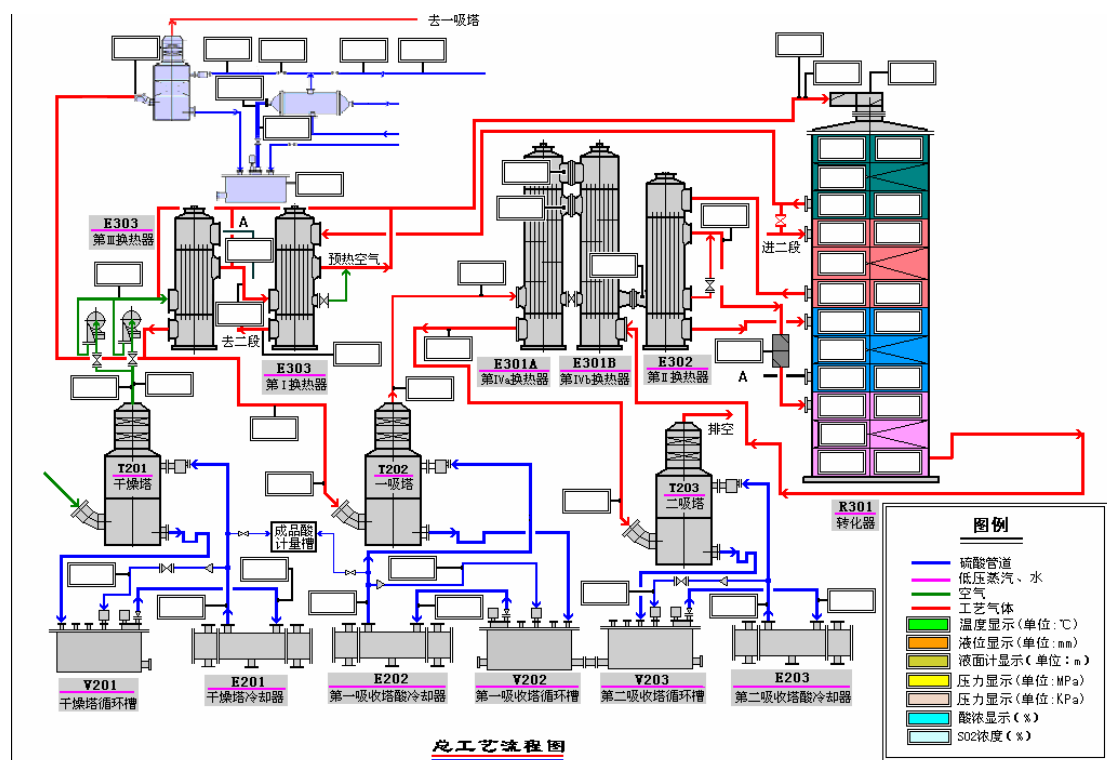 去一吸塔
E303
第Ⅲ换热器
A
预热空气
去二段
E303
第Ⅰ换热器
E301A
第Ⅳa换热器
E301B
第Ⅳb换热器
E302
第Ⅱ换热器
进二段
A
R301
转化器
T201
干燥塔
T202
一吸塔
T203
二吸塔
排空
成品酸
计量槽
V201
干燥塔循环槽
E201
干燥塔冷却器
E202
第一吸收塔酸冷却器
V202
第一吸收塔循环槽
V203
第二吸收塔循环槽
E203
第二吸收塔酸冷却器
图例
硫酸管道
低压蒸汽、水
空气
工艺气体
温度显示(单位:℃)
液位显示(单位:mm)
液面计显示(单位:m)
压力显示(单位:MPa)
压力显示(单位:KPa)
酸浓显示(%)
SO2浓度(%)
总工艺流程图